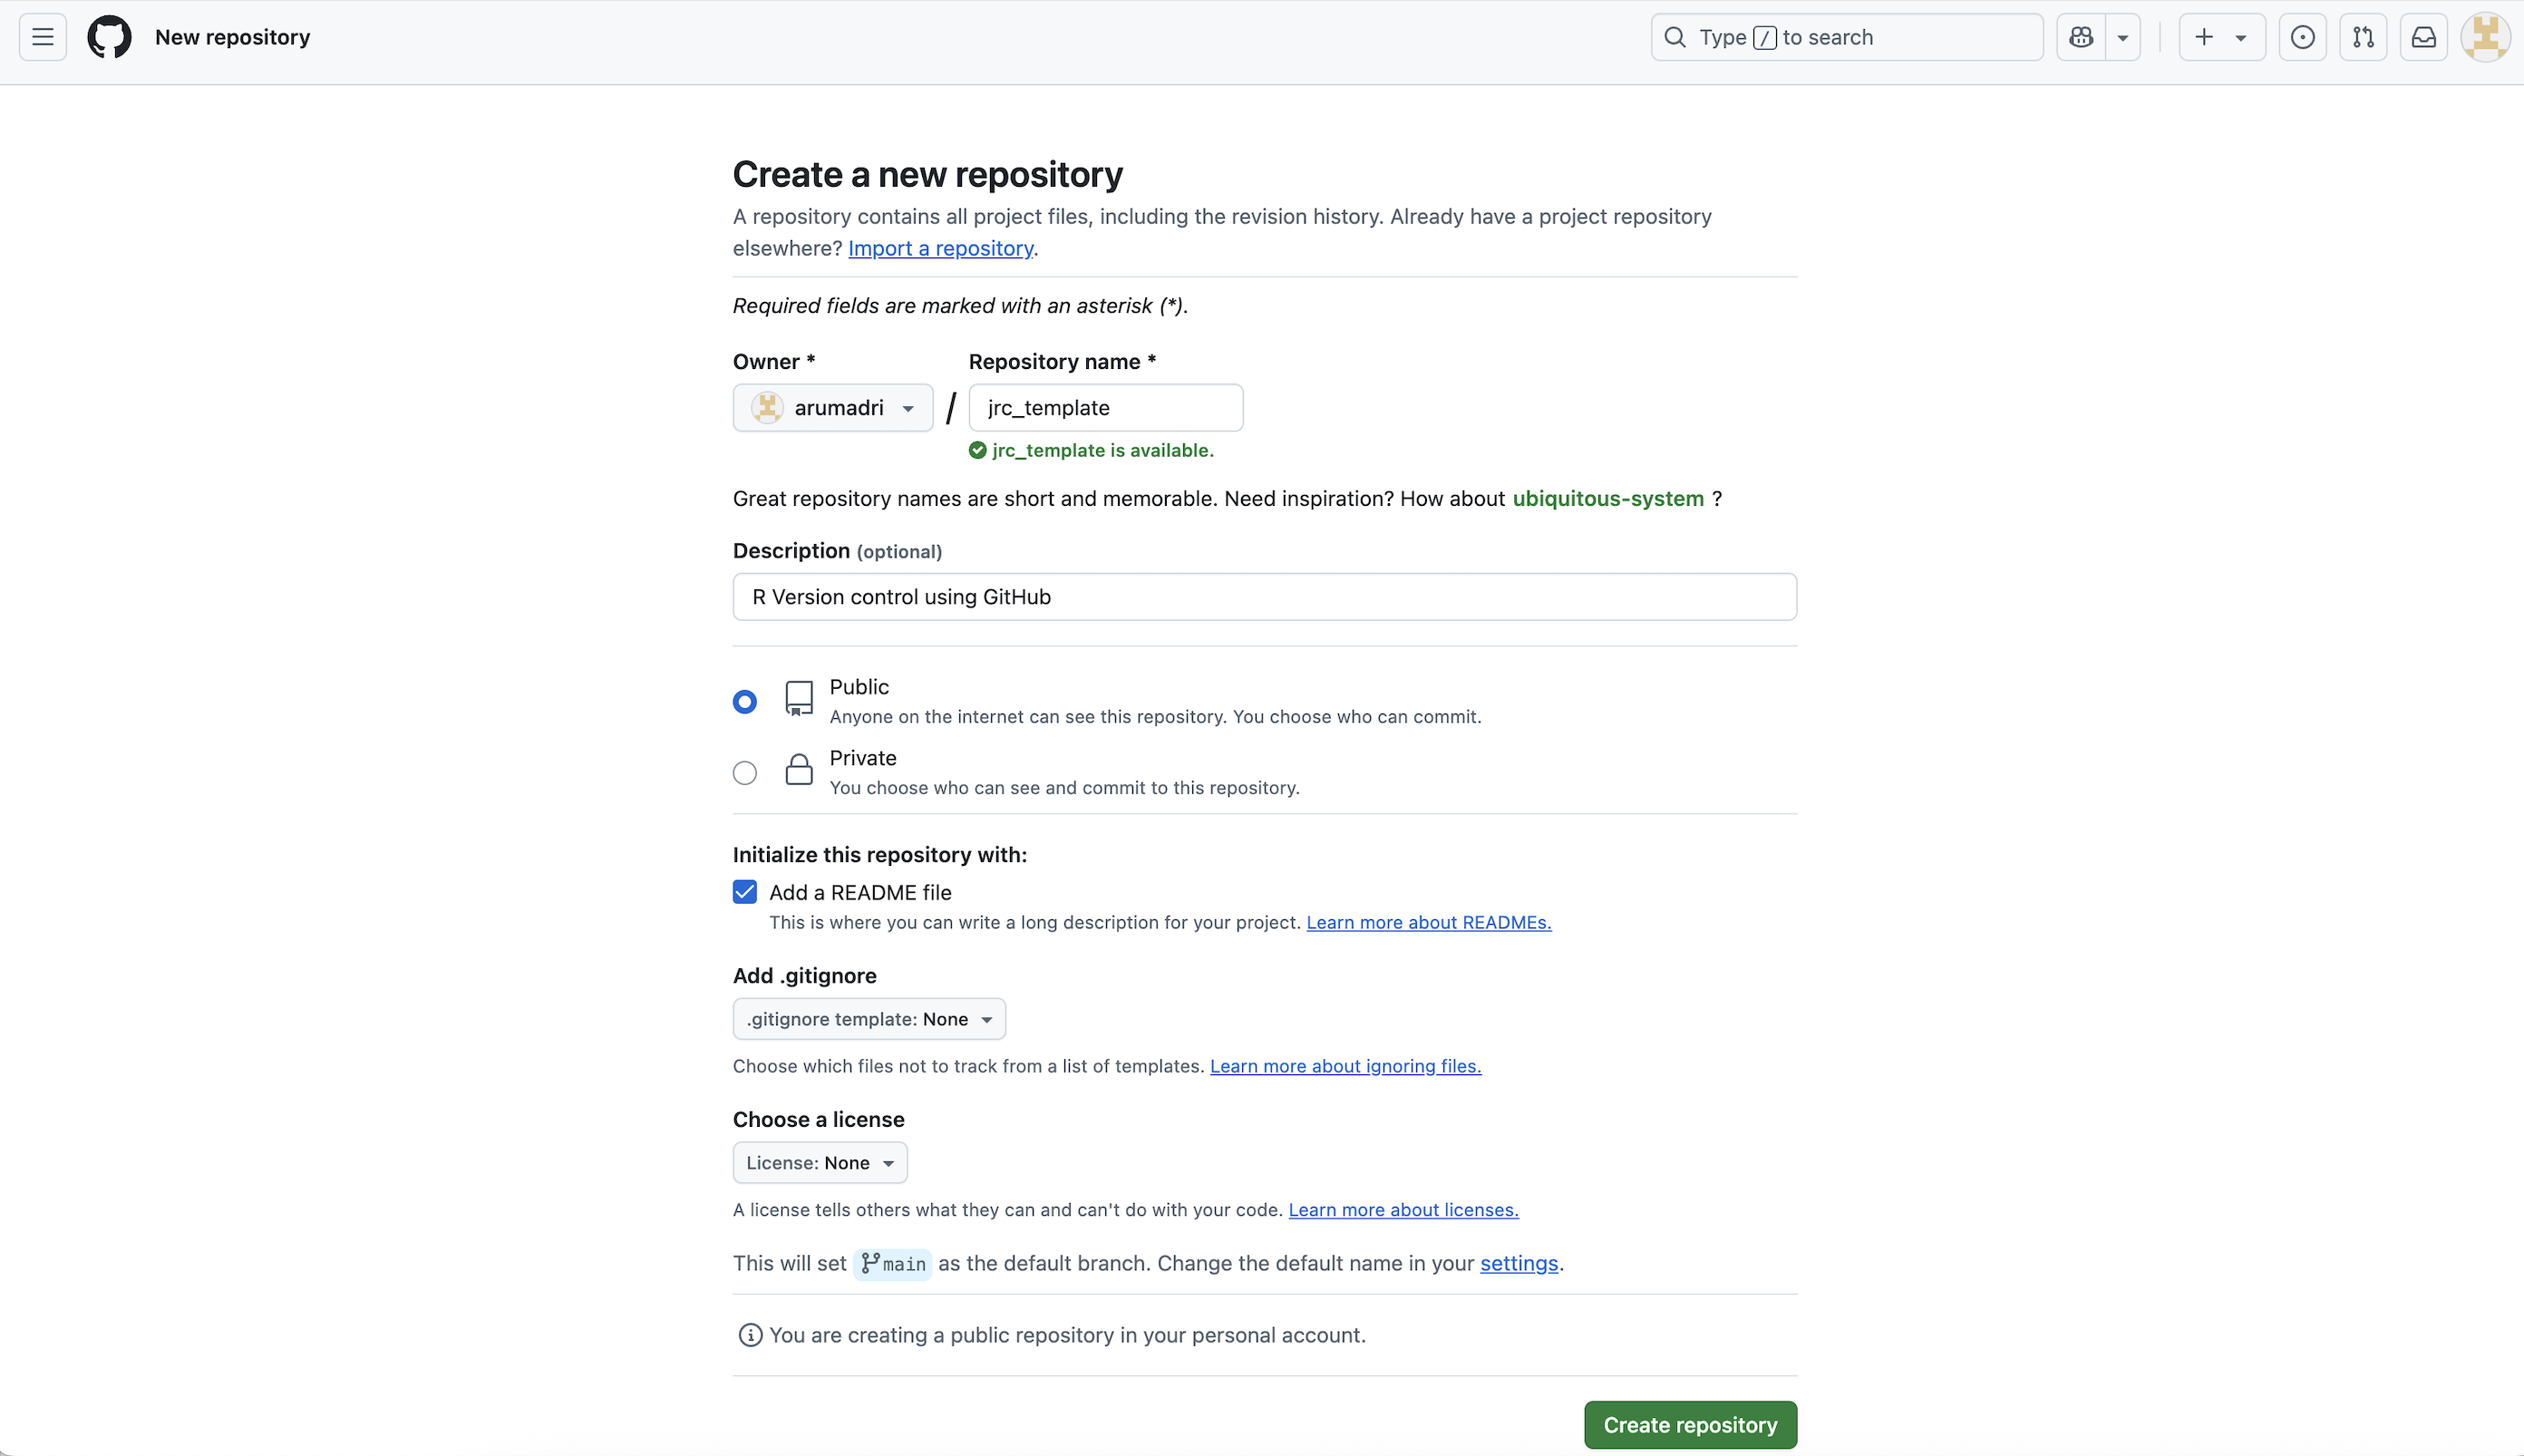 New repository
Type / to search
Create a new repository
A repository contains all project files, including the revision history. Already have a project repository
elsewhere? Import a repository.
Required fields are marked with an asterisk (*).
Owner *
Repository name *
arumadri
/
jrc_template
jrc_template is available.
Great repository names are short and memorable. Need inspiration? How about ubiquitous-system ?
Description (optional)
R Version control using GitHub
Public
Anyone on the internet can see this repository. You choose who can commit.
Private
You choose who can see and commit to this repository.
Initialize this repository with:
Add a README file
This is where you can write a long description for your project. Learn more about READMEs.
Add .gitignore
.gitignore template: None
Choose which files not to track from a list of templates. Learn more about ignoring files.
Choose a license
License: None
A license tells others what they can and can't do with your code. Learn more about licenses.
This will set main as the default branch. Change the default name in your settings.
You are creating a public repository in your personal account.
Create repository